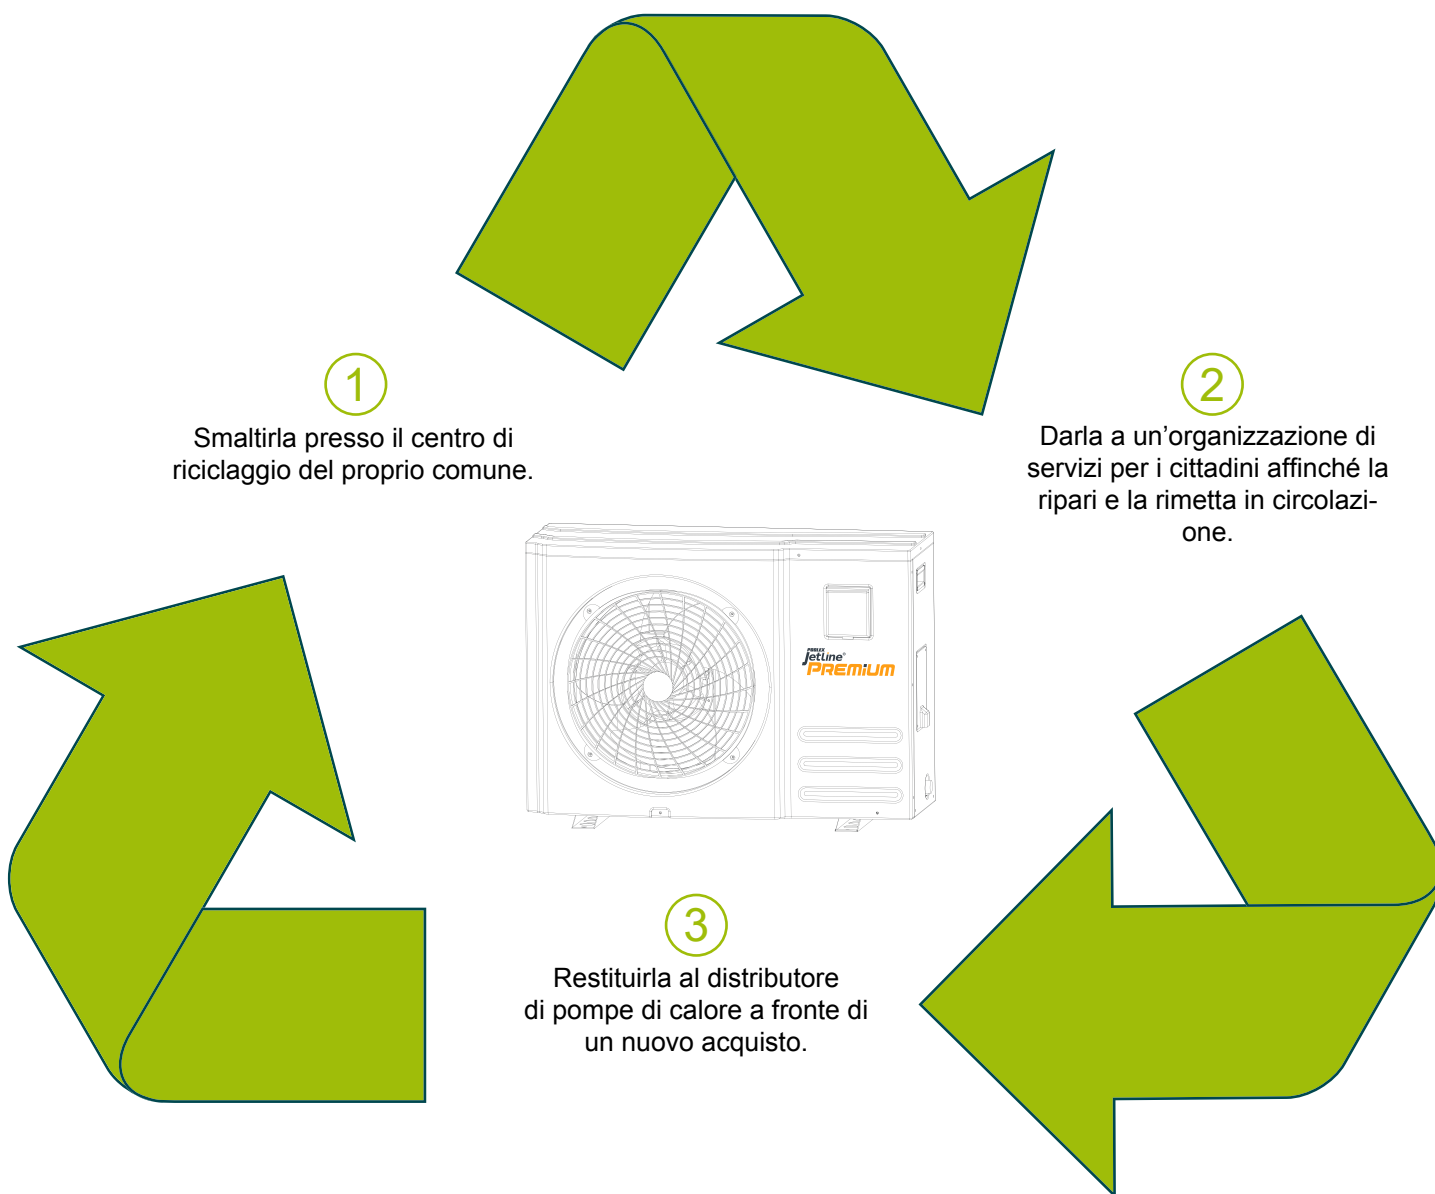 1
Smaltirla presso il centro di
riciclaggio del proprio comune.
2
Darla a un’organizzazione di
servizi per i cittadini affinché la
ripari e la rimetta in circolazi-
one.
POOLEX
Jetline®
PREMIUM
3
Restituirla al distributore
di pompe di calore a fronte di
un nuovo acquisto.